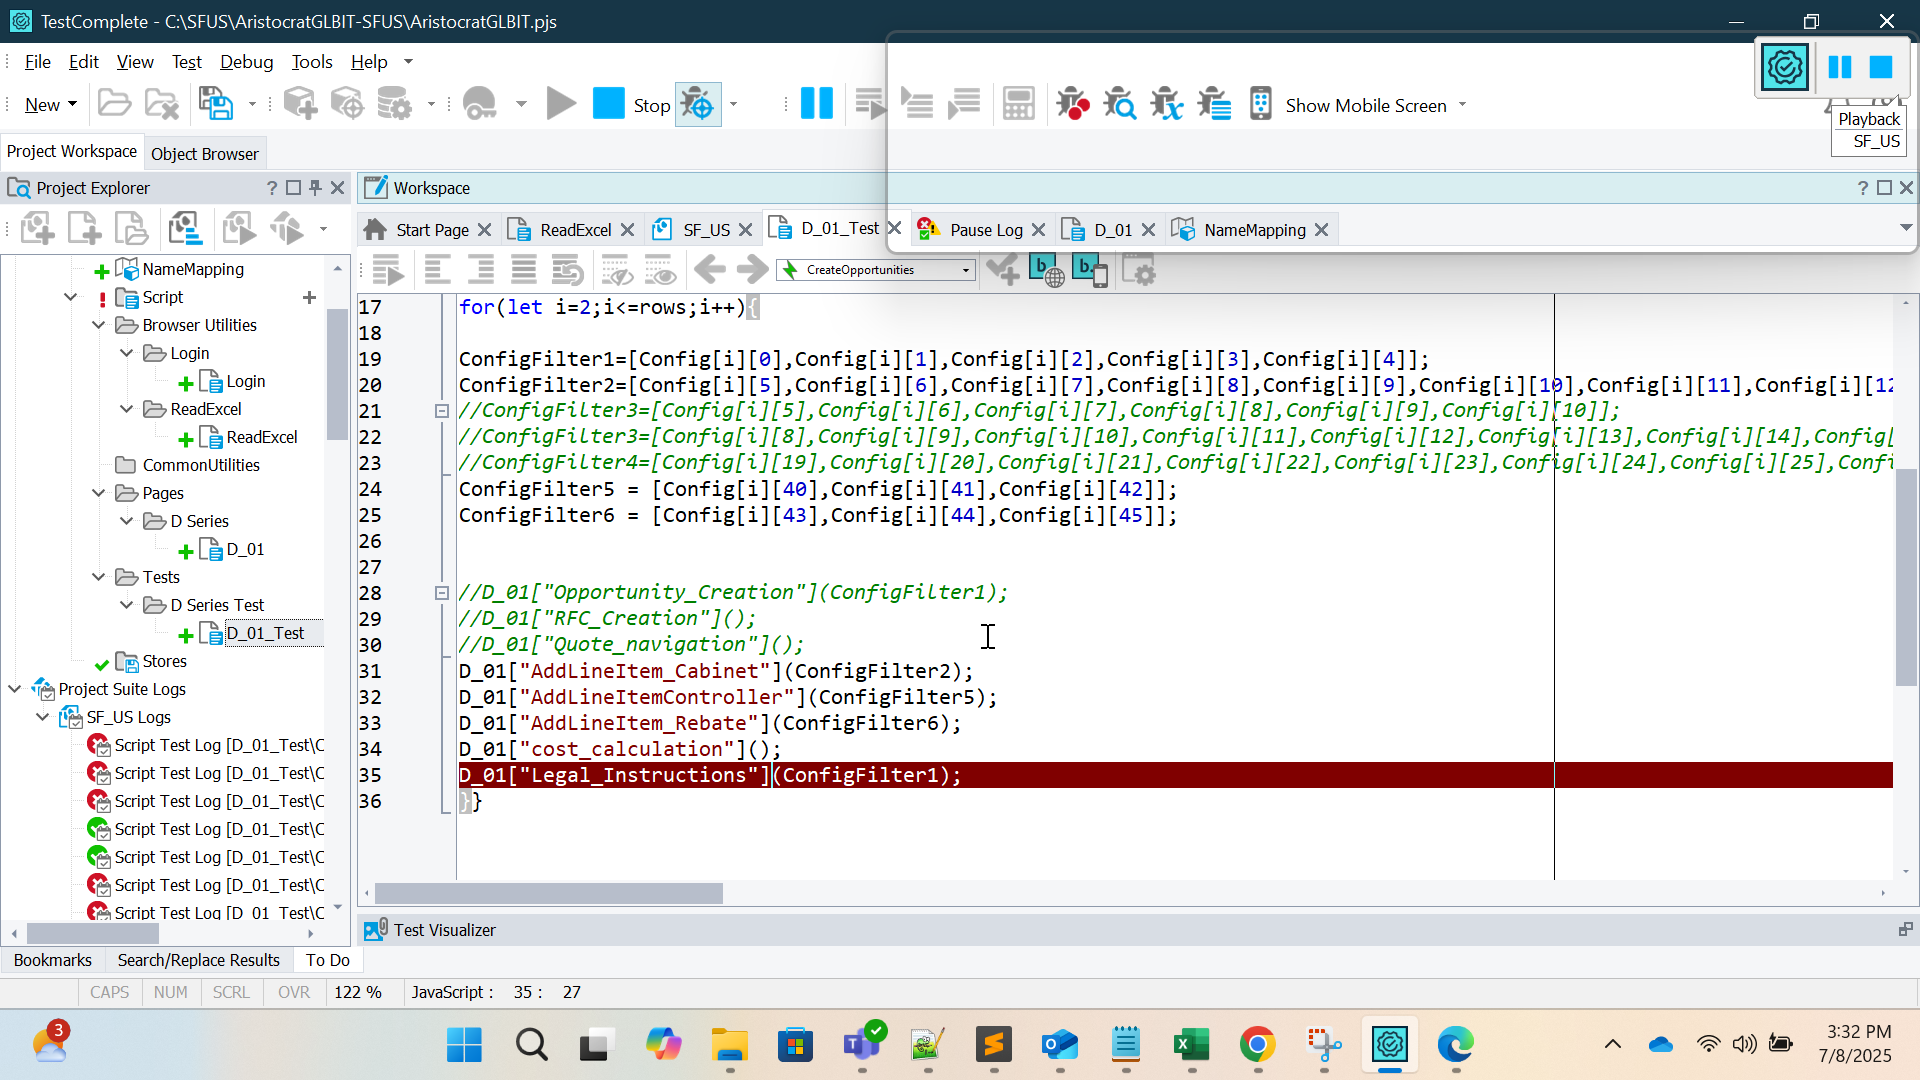 TestComplete - C:\SFUS\AristocratGLBIT-SFUS\AristocratGLBIT.pjs
File Edit View Test Debug Tools Help
New Stop Show Mobile Screen
Playback
SF_US
Project Workspace Object Browser
Project Explorer ?
Workspace ?
Start Page ReadExcel SF_US D_01_Test Pause Log D_01 NameMapping
CreateOpportunities
NameMapping
Script
Browser Utilities
Login
Login
ReadExcel
ReadExcel
CommonUtilities
Pages
D Series
D_01
Tests
D Series Test
D_01_Test
Stores
Project Suite Logs
SF_US Logs
Script Test Log [D_01_Test\C
Script Test Log [D_01_Test\C
Script Test Log [D_01_Test\C
Script Test Log [D_01_Test\C
Script Test Log [D_01_Test\C
Script Test Log [D_01_Test\C
Script Test Log [D_01_Test\C
17 for(let i=2;i<=rows;i++){
18
19 ConfigFilter1=[Config[i][0],Config[i][1],Config[i][2],Config[i][3],Config[i][4]];
20 ConfigFilter2=[Config[i][5],Config[i][6],Config[i][7],Config[i][8],Config[i][9],Config[i][10],Config[i][11],Config[i][12
21 //ConfigFilter3=[Config[i][5],Config[i][6],Config[i][7],Config[i][8],Config[i][9],Config[i][10]];
22 //ConfigFilter3=[Config[i][8],Config[i][9],Config[i][10],Config[i][11],Config[i][12],Config[i][13],Config[i][14],Config[
23 //ConfigFilter4=[Config[i][19],Config[i][20],Config[i][21],Config[i][22],Config[i][23],Config[i][24],Config[i][25],Confi
24 ConfigFilter5 = [Config[i][40],Config[i][41],Config[i][42]];
25 ConfigFilter6 = [Config[i][43],Config[i][44],Config[i][45]];
26
27
28 //D_01["Opportunity_Creation"](ConfigFilter1);
29 //D_01["RFC_Creation"]();
30 //D_01["Quote_navigation"]();
31 D_01["AddLineItem_Cabinet"](ConfigFilter2);
32 D_01["AddLineItemController"](ConfigFilter5);
33 D_01["AddLineItem_Rebate"](ConfigFilter6);
34 D_01["cost_calculation"]();
35 D_01["Legal_Instructions"](ConfigFilter1);
36 }}
Test Visualizer
Bookmarks Search/Replace Results To Do
CAPS NUM SCRL OVR 122 % JavaScript : 35 : 27
3
3:32 PM
7/8/2025